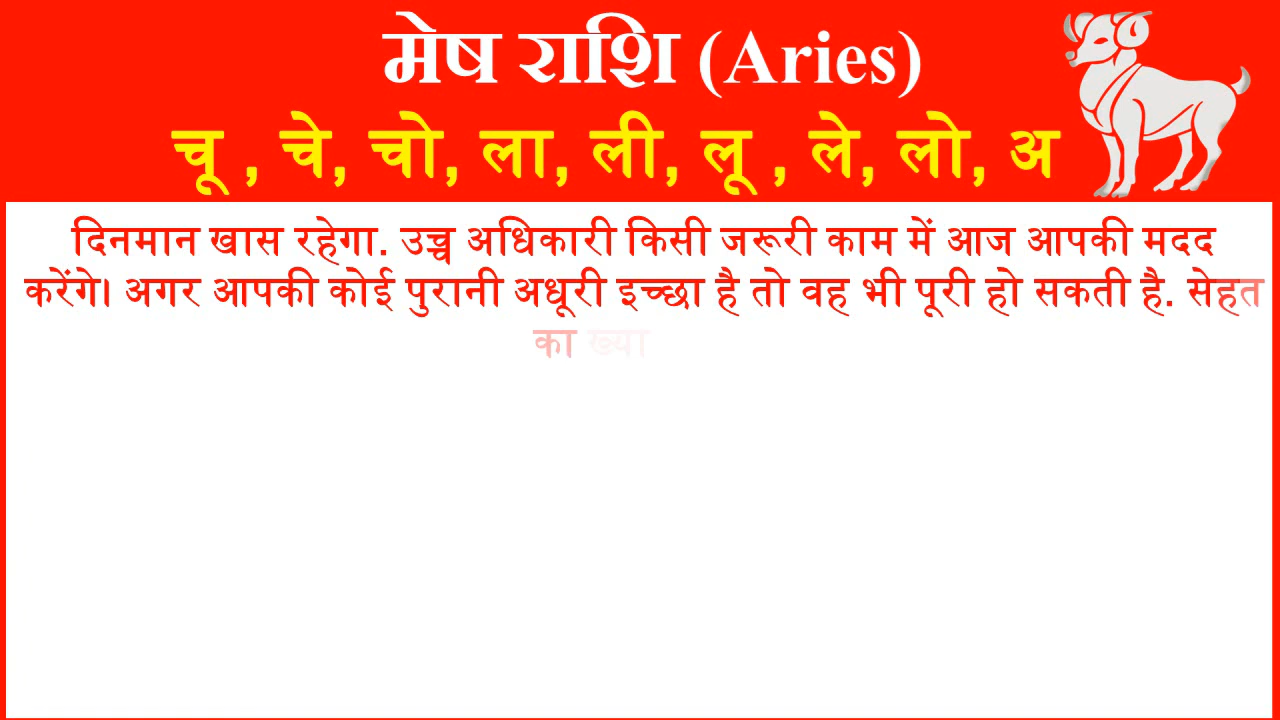 मेष राशि (Aries)
चू , चे, चो, ला, ली, लू , ले, लो, अ
दिनमान खास रहेगा. उच्च अधिकारी किसी जरूरी काम में आज आपकी मदद
करेंगे। अगर आपकी कोई पुरानी अधूरी इच्छा है तो वह भी पूरी हो सकती है. सेहत
का ख्या